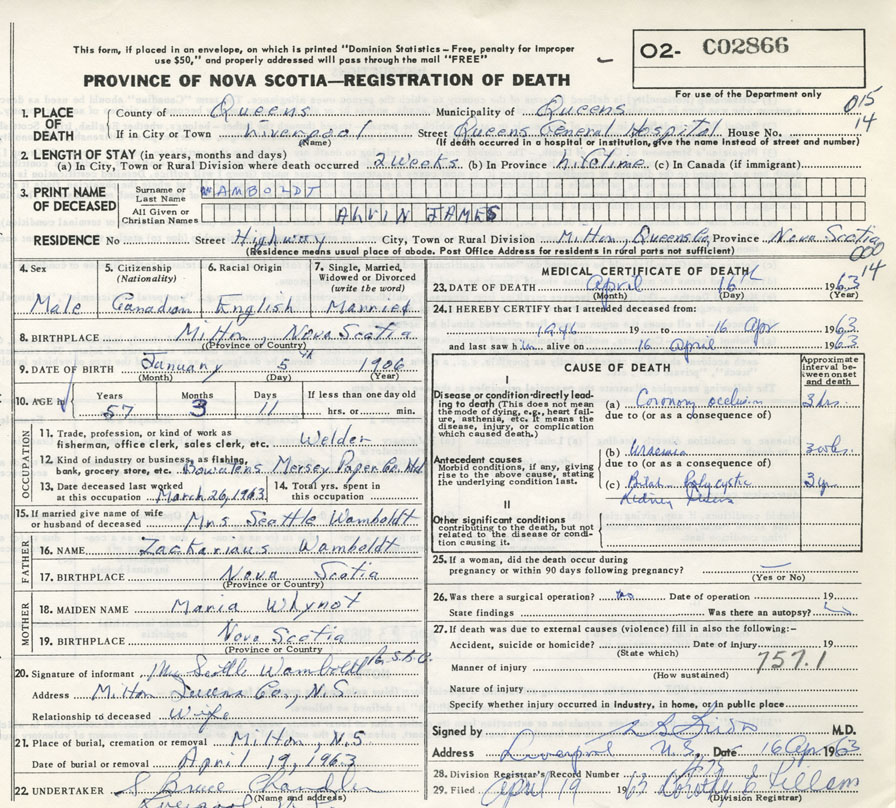 This form, if placed in an envelope, on which is printed "Dominion Statistics – Free, penalty for improper
use $50," and properly addressed will pass through the mail "FREE"
O2- C02866
PROVINCE OF NOVA SCOTIA—REGISTRATION OF DEATH
For use of the Department only
015
14
1. PLACE OF DEATH
County of Queens Municipality of Queens
If in City or Town Liverpool Street Queens General Hospital House No.
(Name) (If death occurred in a hospital or institution, give the name instead of street and number)
2. LENGTH OF STAY (in years, months and days)
(a) In City, Town or Rural Division where death occurred 2 weeks (b) In Province lifetime (c) In Canada (if immigrant)
3. PRINT NAME OF DECEASED
Surname or Last Name WAMBOLDT
All Given or Christian Names ALVIN JAMES
RESIDENCE No Street Highway City, Town or Rural Division Milton, Queens Co, Province Nova Scotia
(Residence means usual place of abode. Post Office Address for residents in rural parts not sufficient)
000
14
4. Sex Male
5. Citizenship (Nationality) Canadian
6. Racial Origin English
7. Single, Married, Widowed or Divorced (write the word) Married
8. BIRTHPLACE Milton, Nova Scotia
(Province or Country)
9. DATE OF BIRTH January 5th 1906
(Month) (Day) (Year)
10. AGE in Years 57 Months 3 Days 11 If less than one day old hrs. or min.
OCCUPATION
11. Trade, profession, or kind of work as fisherman, office clerk, sales clerk, etc. Welder
12. Kind of industry or business, as fishing, bank, grocery store, etc. Bowaters Mersey Paper Co. Ltd
13. Date deceased last worked at this occupation March 26, 1963
14. Total yrs. spent in this occupation
15. If married give name of wife or husband of deceased Mrs Seattle Wamboldt
FATHER
16. NAME Zachariaus Wamboldt
17. BIRTHPLACE Nova Scotia
(Province or Country)
MOTHER
18. MAIDEN NAME Maria Whynot
19. BIRTHPLACE Nova Scotia
(Province or Country)
20. Signature of informant Mrs Seattle Wamboldt
Address Milton Queens Co., N.S
Relationship to deceased Wife
21. Place of burial, cremation or removal Milton, N.S
Date of burial or removal April 19, 1963
22. UNDERTAKER S Bruce Chandler
(Name and address)
Liverpool
MEDICAL CERTIFICATE OF DEATH
23. DATE OF DEATH April 16th 1963
(Month) (Day) (Year)
24. I HEREBY CERTIFY that I attended deceased from:
1946 19 to 16 Apr 1963
and last saw him alive on 16 April 1963
CAUSE OF DEATH
Approximate interval between onset and death
I
Disease or condition directly leading to death (This does not mean the mode of dying, e.g., heart failure, asthenia, etc. It means the disease, injury, or complication which caused death.)
(a) Coronary occlusion 3 hrs.
due to (or as a consequence of)
Antecedent causes
Morbid conditions, if any, giving rise to the above cause, stating the underlying condition last.
(b) Uraemia
due to (or as a consequence of)
(c) Polycystic Kidney 3 yr
II
Other significant conditions contributing to the death, but not related to the disease or condition causing it.
25. If a woman, did the death occur during
pregnancy or within 90 days following pregnancy? —
(Yes or No)
26. Was there a surgical operation? no Date of operation 19
State findings Was there an autopsy?
27. If death was due to external causes (violence) fill in also the following:–
Accident, suicide or homicide? Date of injury 19
(State which)
Manner of injury 757.1
(How sustained)
Nature of injury
Specify whether injury occurred in industry, in home, or in public place
Signed by M.D.
Address Liverpool N.S. Date 16 Apr 1963
28. Division Registrar's Record Number
29. Filed April 19 1963 Dorothy E
(Division Registrar)